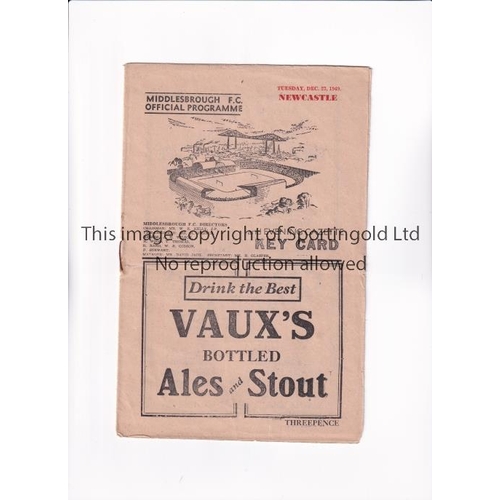 MIDDLESBROUGH F.C.
OFFICIAL PROGRAMME
TUESDAY, DEC. 27, 1949
NEWCASTLE
MIDDLESBROUGH F.C. DIRECTORS
This image copyright of Sportingold Ltd
KEY CARD
No reproduction allowed
Drink the Best
VAUX'S
BOTTLED
Ales and Stout
THREEPENCE